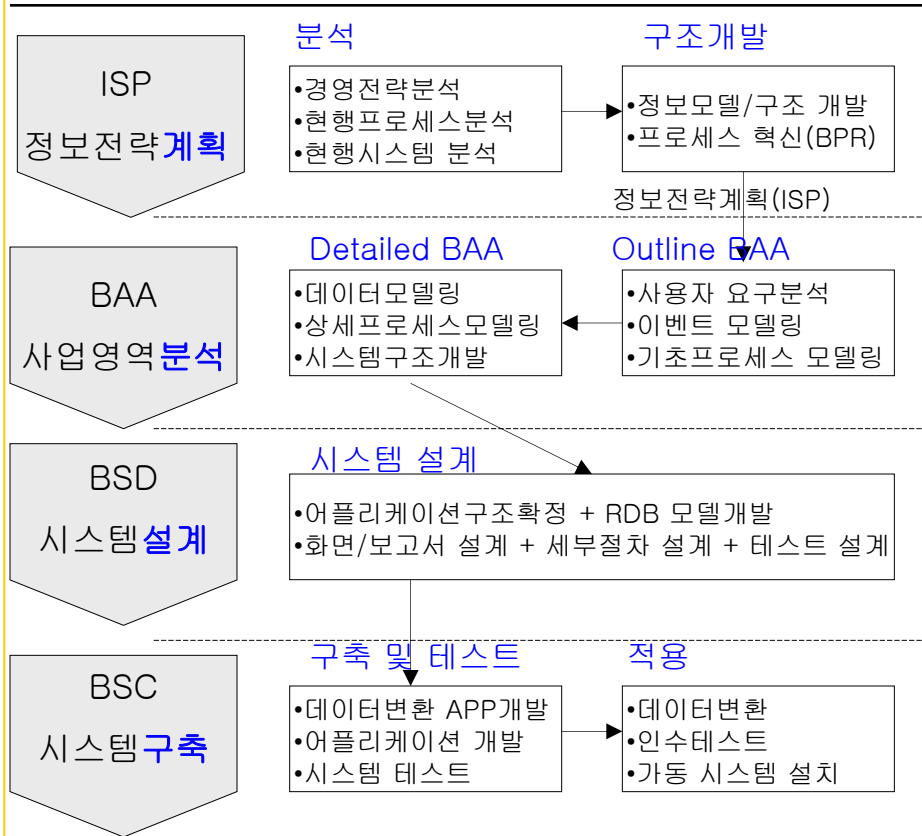 분석
구조개발
ISP
정보전략계획
•경영전략분석
•현행프로세스분석
•현행시스템 분석
•정보모델/구조 개발
•프로세스 혁신(BPR)
정보전략계획(ISP)
Detailed BAA
Outline BAA
BAA
사업영역분석
•데이터모델링
•상세프로세스모델링
•시스템구조개발
•사용자 요구분석
•이벤트 모델링
•기초프로세스 모델링
시스템 설계
BSD
시스템설계
•어플리케이션구조확정 + RDB 모델개발
•화면/보고서 설계 + 세부절차 설계 + 테스트 설계
구축 및 테스트
적용
BSC
시스템구축
•데이터변환 APP개발
•어플리케이션 개발
•시스템 테스트
•데이터변환
•인수테스트
•가동 시스템 설치